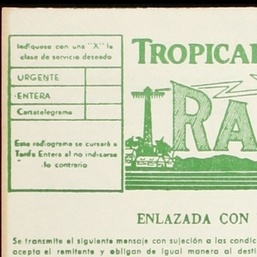 Indíquese con una "X" la
clase de servicio deseado
URGENTE
ENTERA
Cartatelegrama
Este radiograma se cursará a
Tarifa Entera al no indicarse
lo contrario
TROPICAL
RA
ENLAZADA CON
Se transmite el siguiente mensaje con sujeción a las condic
acepta el remitente y obligan de igual manera al desti